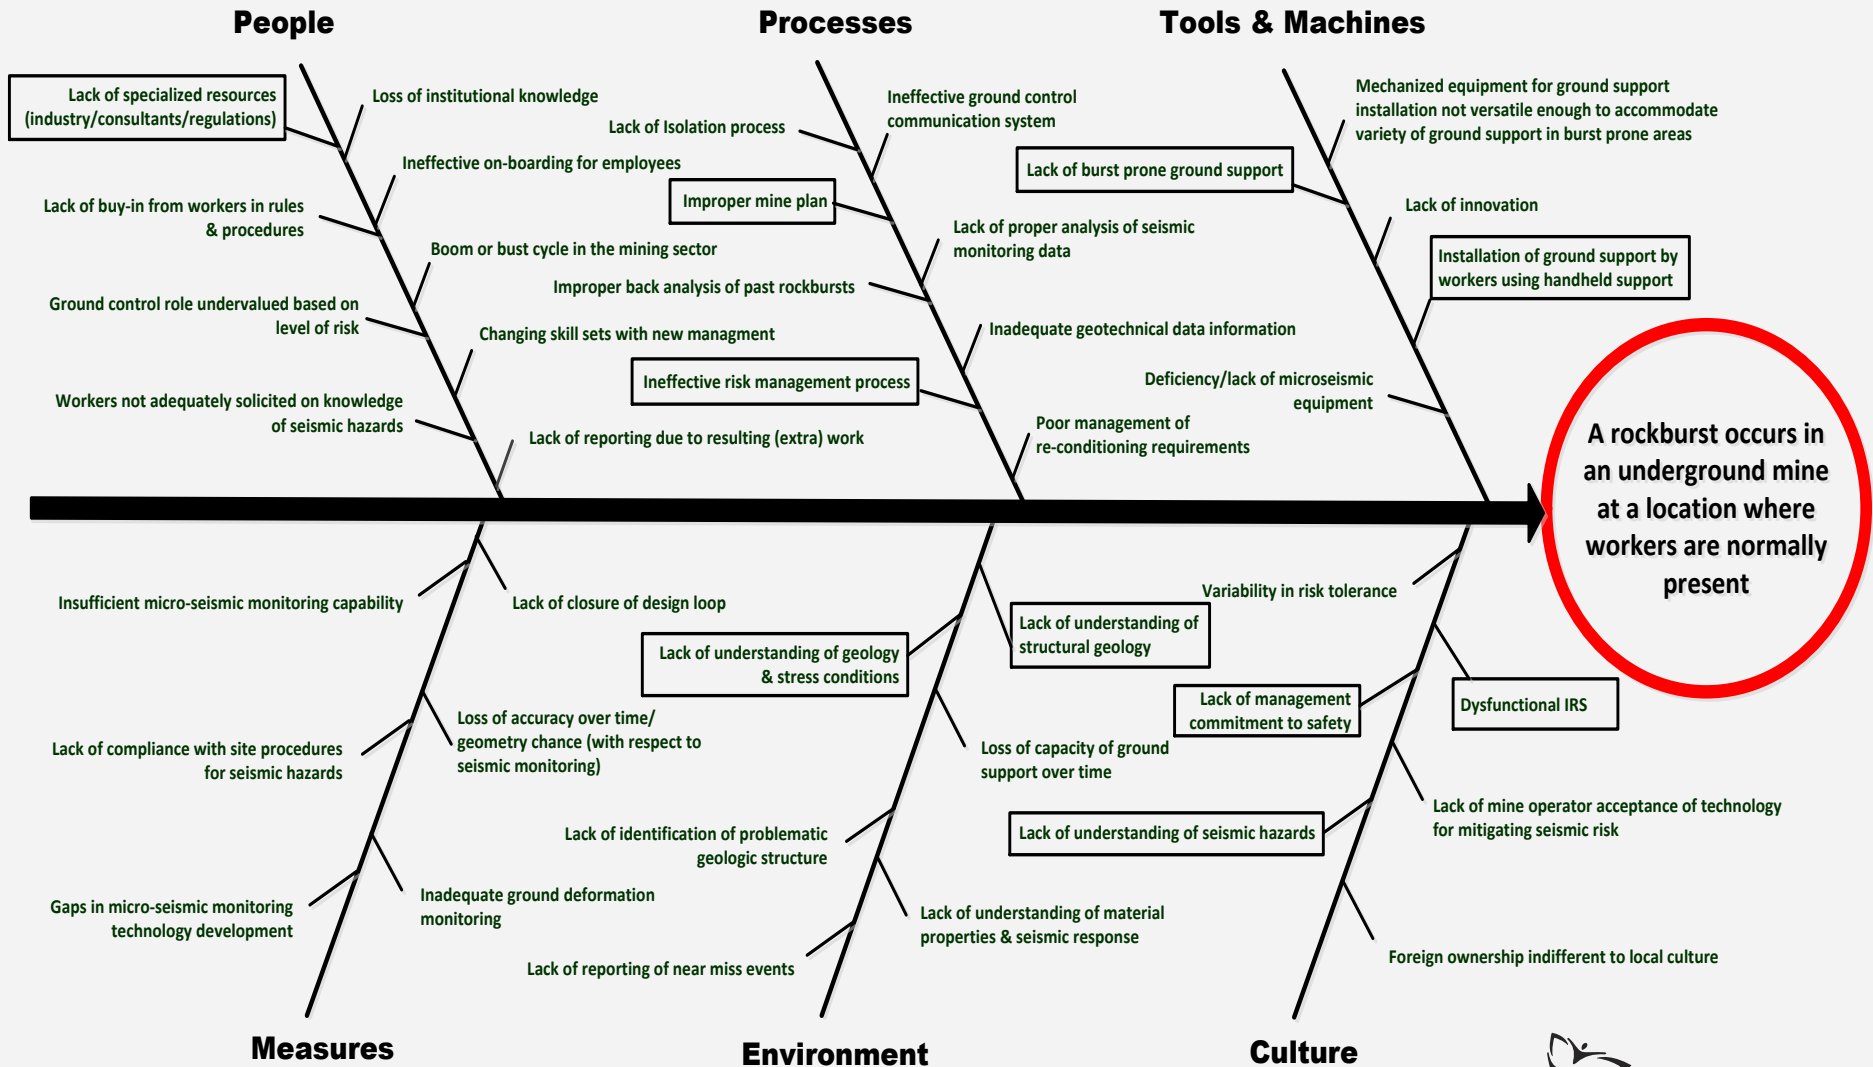 People
Processes
Tools & Machines
Lack of specialized resources
(industry/consultants/regulations)
Loss of institutional knowledge
Ineffective on-boarding for employees
Lack of buy-in from workers in rules
& procedures
Boom or bust cycle in the mining sector
Ground control role undervalued based on
level of risk
Changing skill sets with new managment
Workers not adequately solicited on knowledge
of seismic hazards
Lack of reporting due to resulting (extra) work
Lack of Isolation process
Ineffective ground control
communication system
Improper mine plan
Lack of proper analysis of seismic
monitoring data
Improper back analysis of past rockbursts
Inadequate geotechnical data information
Ineffective risk management process
Poor management of
re-conditioning requirements
Mechanized equipment for ground support
installation not versatile enough to accommodate
variety of ground support in burst prone areas
Lack of burst prone ground support
Lack of innovation
Installation of ground support by
workers using handheld support
Deficiency/lack of microseismic
equipment
A rockburst occurs in
an underground mine
at a location where
workers are normally
present
Insufficient micro-seismic monitoring capability
Lack of closure of design loop
Lack of compliance with site procedures
for seismic hazards
Loss of accuracy over time/
geometry chance (with respect to
seismic monitoring)
Gaps in micro-seismic monitoring
technology development
Inadequate ground deformation
monitoring
Lack of understanding of geology
& stress conditions
Lack of understanding of
structural geology
Loss of capacity of ground
support over time
Lack of identification of problematic
geologic structure
Lack of understanding of material
properties & seismic response
Lack of reporting of near miss events
Variability in risk tolerance
Lack of management
commitment to safety
Dysfunctional IRS
Lack of understanding of seismic hazards
Lack of mine operator acceptance of technology
for mitigating seismic risk
Foreign ownership indifferent to local culture
Measures
Environment
Culture